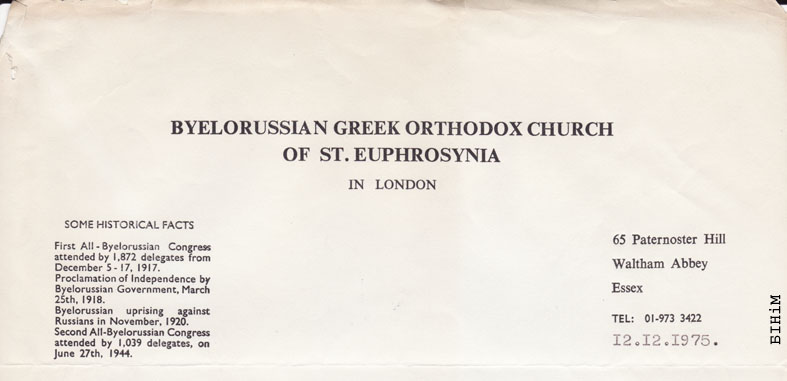 BYELORUSSIAN GREEK ORTHODOX CHURCH
OF ST. EUPHROSYNIA
IN LONDON
SOME HISTORICAL FACTS
First All-Byelorussian Congress
attended by 1,872 delegates from
December 5-17, 1917.
Proclamation of Independence by
Byelorussian Government, March
25th, 1918.
Byelorussian uprising against
Russians in November, 1920.
Second All-Byelorussian Congress
attended by 1,039 delegates, on
June 27th, 1944.
65 Paternoster Hill
Waltham Abbey
Essex
TEL: 01-973 3422
12.12.1975.
БІНіМ